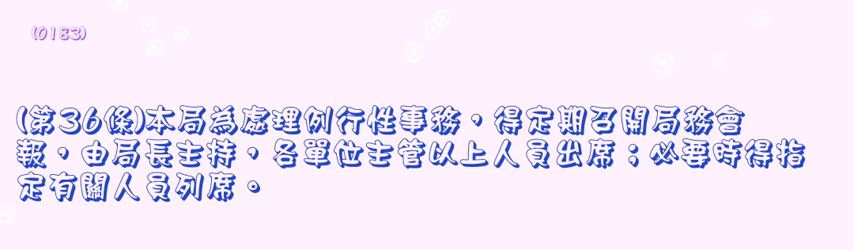 (0183)
(第36條)本局為處理例行性事務，得定期召開局務會
報，由局長主持，各單位主管以上人員出席；必要時得指
定有關人員列席。